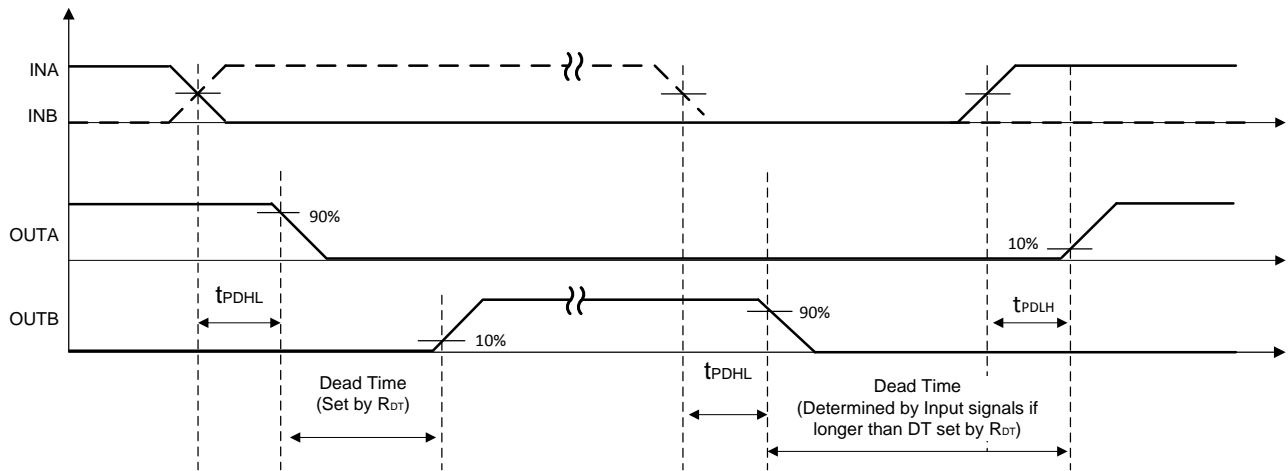 INA
INB
OUTA
90%
10%
tPDHL
tPDLH
OUTB
10%
90%
tPDHL
Dead Time
(Set by RDT)
Dead Time
(Determined by Input signals if
longer than DT set by RDT)